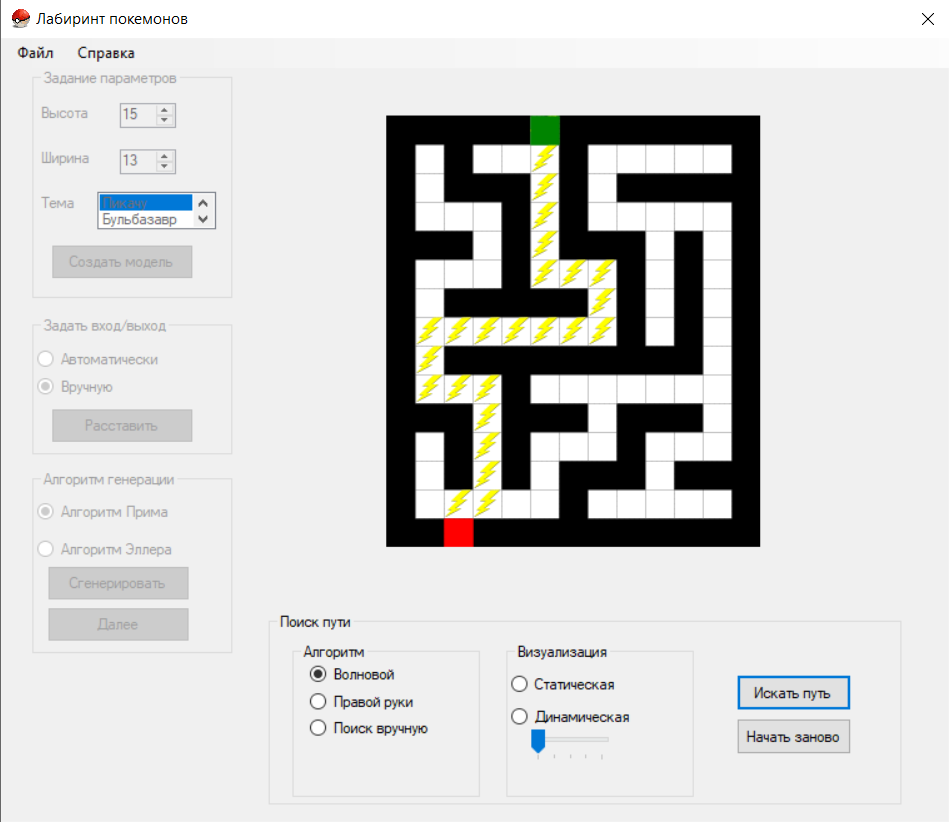 Лабиринт покемонов
Файл Справка
Задание параметров
Высота 15
Ширина 13
Тема Пикачу
Бульбазавр
Создать модель
Задать вход/выход
Автоматически
Вручную
Расставить
Алгоритм генерации
Алгоритм Прима
Алгоритм Эллера
Сгенерировать
Далее
Поиск пути
Алгоритм
Волновой
Правой руки
Поиск вручную
Визуализация
Статическая
Динамическая
Искать путь
Начать заново